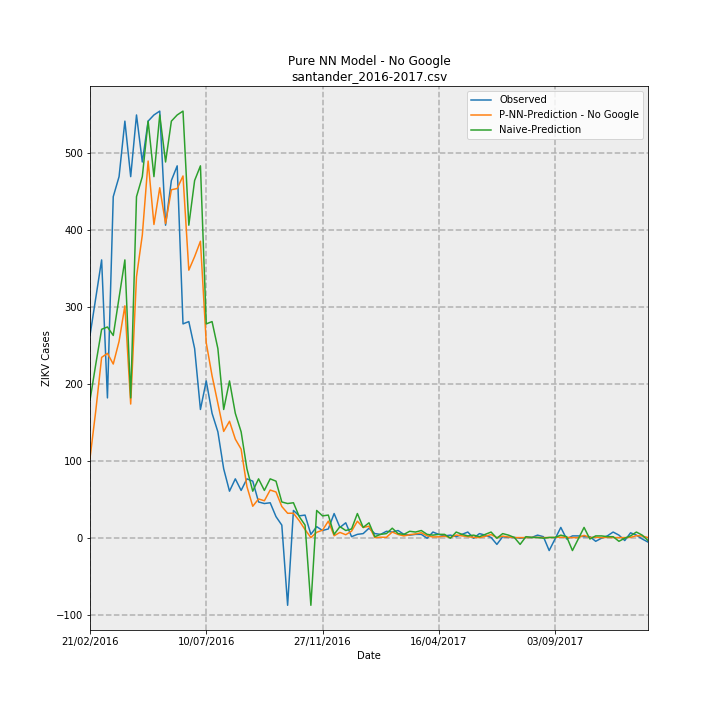 Pure NN Model - No Google
santander_2016-2017.csv
Observed
P-NN-Prediction - No Google
Naive-Prediction
ZIKV Cases
500
400
300
200
100
0
−100
21/02/2016
10/07/2016
27/11/2016
16/04/2017
03/09/2017
Date